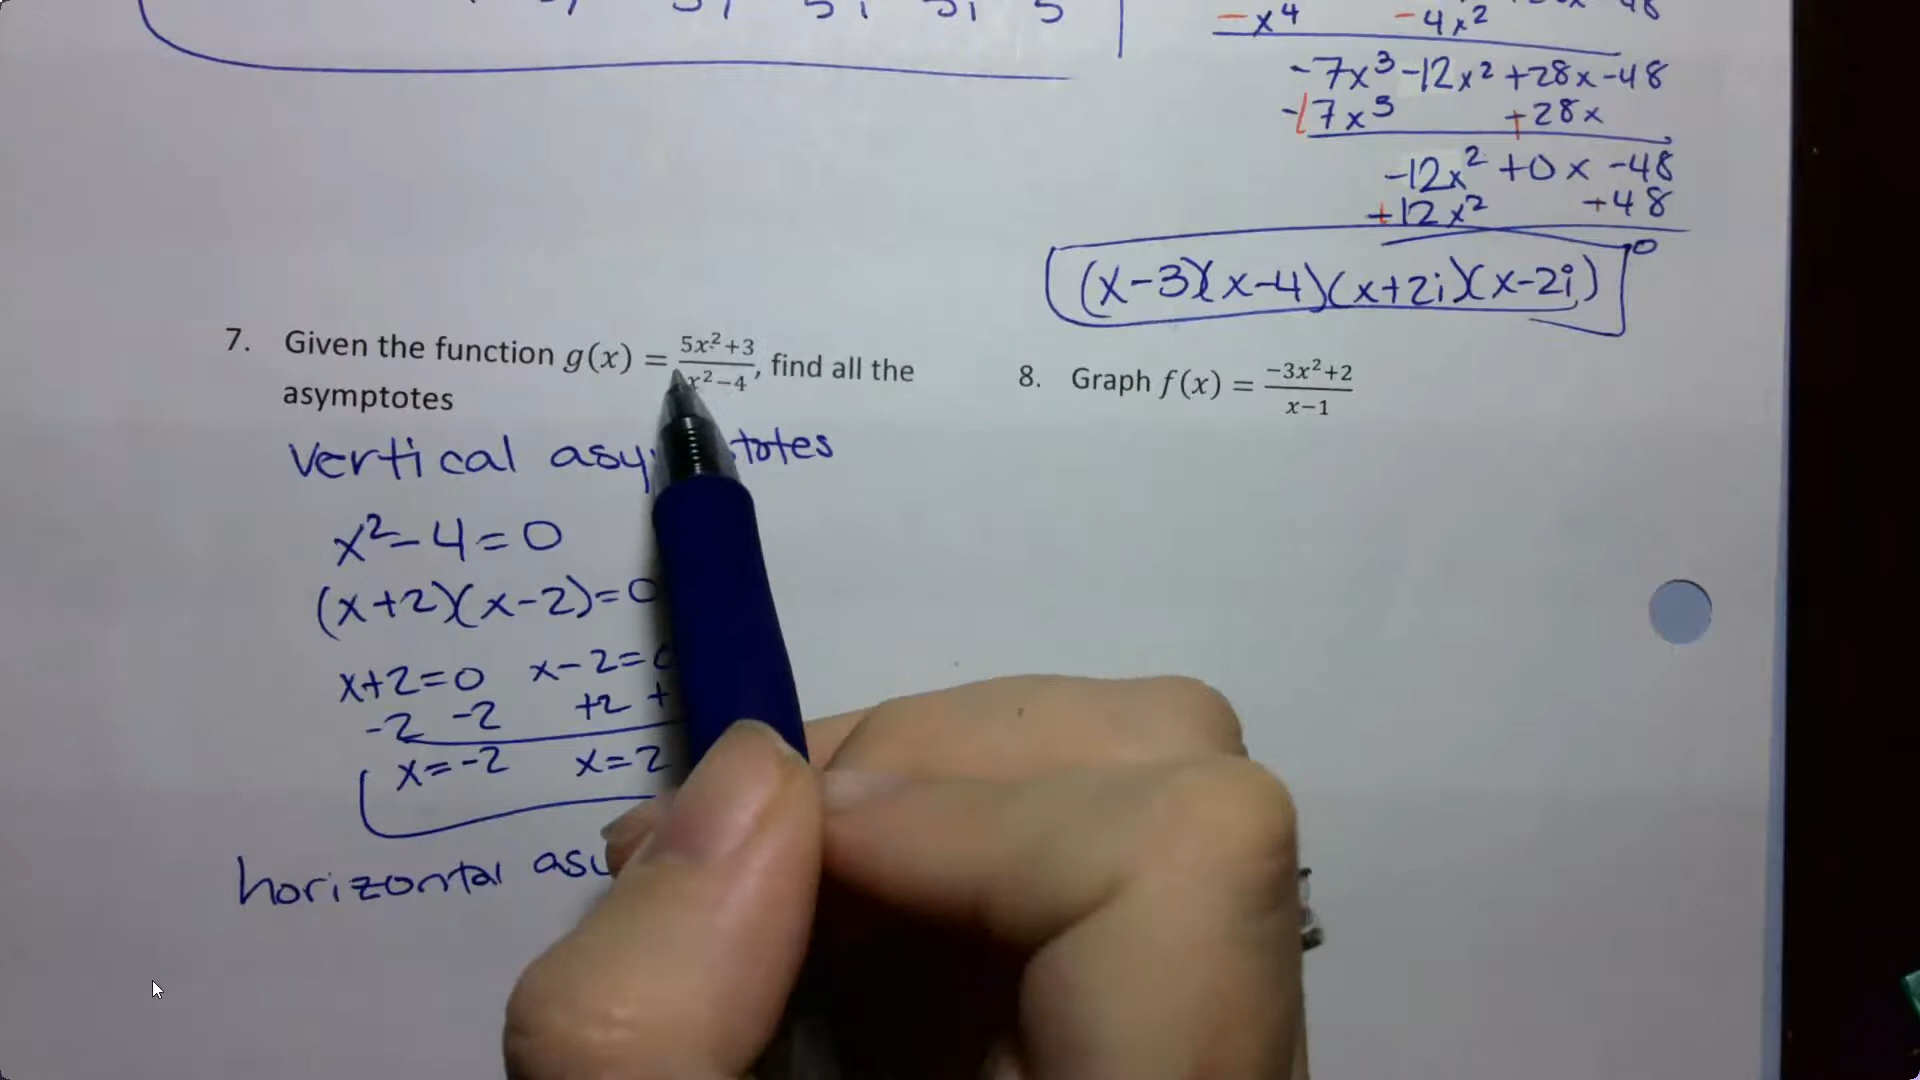 -x4 -4x2
-7x3-12x2+28x-48
-7x3 +28x
-12x2+0x-48
+12x2 +48
0
(x-3)(x-4)(x+2i)(x-2i)
7. Given the function g(x) = 5x2+3 / x2-4, find all the
asymptotes
vertical
x2-4=0
(x+2)(x-2)=0
x+2=0 x-2=
-2 -2 +2 +
x=-2 x=2
horizontal
8. Graph f(x) = -3x2+2 / x-1